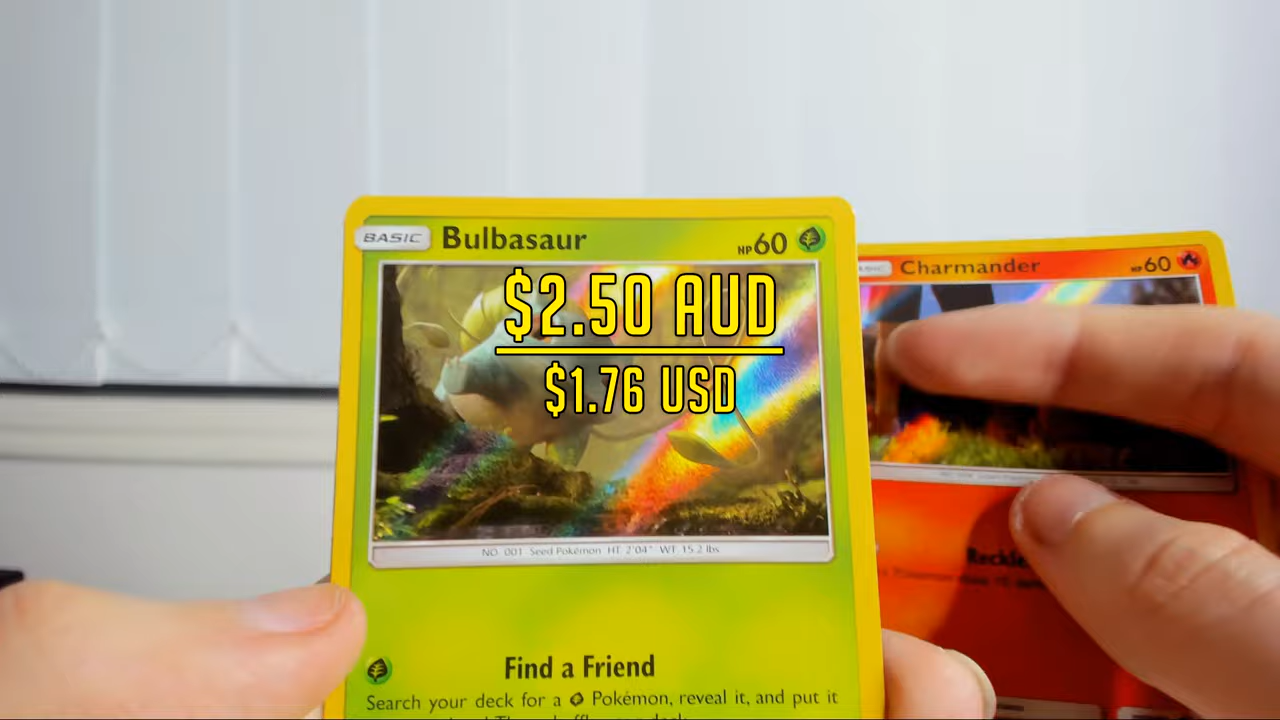 BASIC Bulbasaur HP60
$2.50 AUD
$1.76 USD
NO. 001 Seed Pokémon HT 2'04" WT 15.2 lbs
Find a Friend
Search your deck for a Pokémon, reveal it, and put it
Charmander HP60